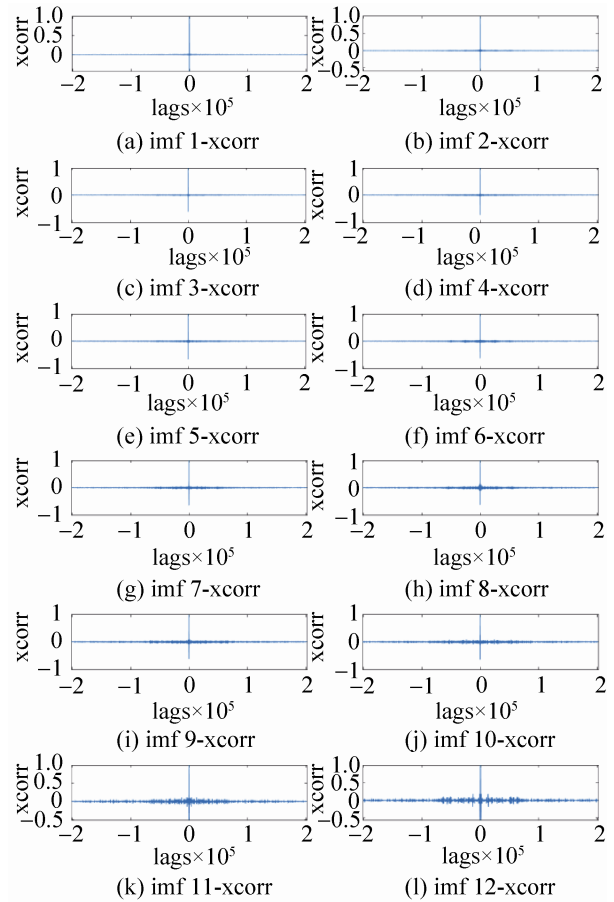 xcorr 1.0 0.5 0 xcorr 1.0 0.5 0 −0.5
−2 −1 0 1 2 −2 −1 0 1 2
lags×10⁵ lags×10⁵
(a) imf 1-xcorr (b) imf 2-xcorr
xcorr 1 0 −1 xcorr 1 0 −1
−2 −1 0 1 2 −2 −1 0 1 2
lags×10⁵ lags×10⁵
(c) imf 3-xcorr (d) imf 4-xcorr
xcorr 1 0 −1 xcorr 1 0 −1
−2 −1 0 1 2 −2 −1 0 1 2
lags×10⁵ lags×10⁵
(e) imf 5-xcorr (f) imf 6-xcorr
xcorr 1 0 −1 xcorr 1 0 −1
−2 −1 0 1 2 −2 −1 0 1 2
lags×10⁵ lags×10⁵
(g) imf 7-xcorr (h) imf 8-xcorr
xcorr 1 0 −1 xcorr 1 0 −1
−2 −1 0 1 2 −2 −1 0 1 2
lags×10⁵ lags×10⁵
(i) imf 9-xcorr (j) imf 10-xcorr
xcorr 1.0 0.5 0 −0.5 xcorr 1.0 0.5 0 −0.5
−2 −1 0 1 2 −2 −1 0 1 2
lags×10⁵ lags×10⁵
(k) imf 11-xcorr (l) imf 12-xcorr